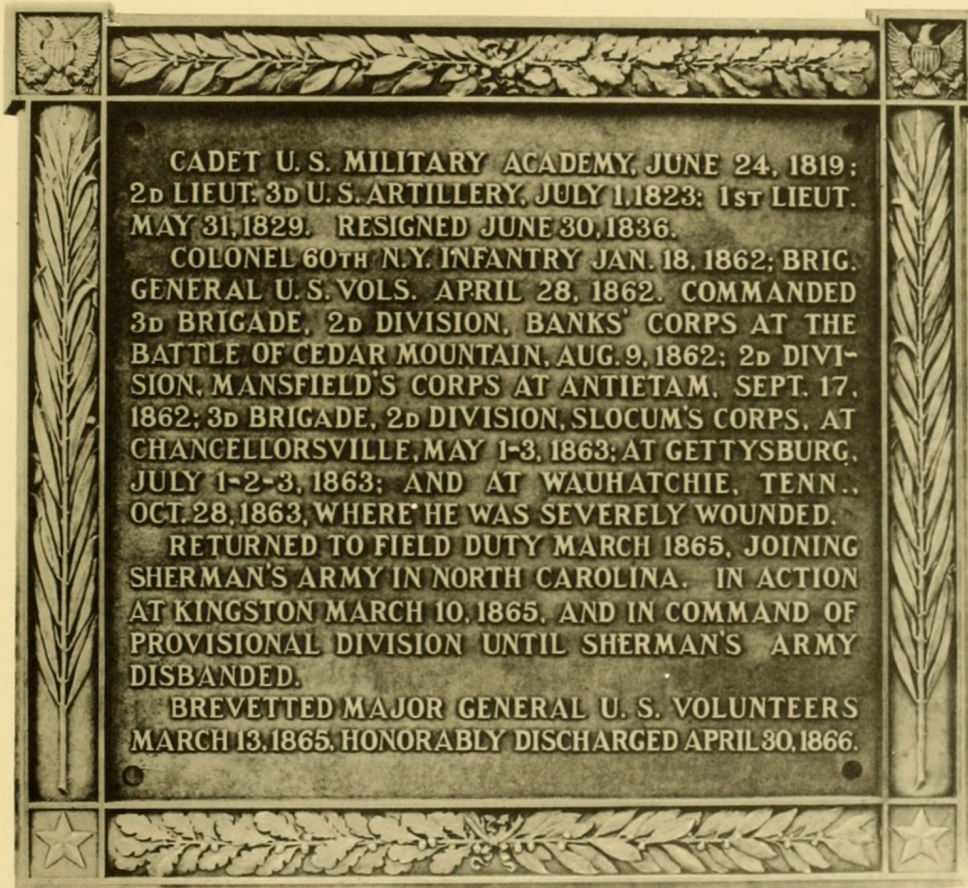 CADET U. S. MILITARY ACADEMY, JUNE 24, 1819;
2D LIEUT. 3D U. S. ARTILLERY, JULY 1, 1823; 1ST LIEUT.
MAY 31, 1829. RESIGNED JUNE 30, 1836.
COLONEL 60TH N.Y. INFANTRY JAN. 18, 1862; BRIG.
GENERAL U. S. VOLS. APRIL 28, 1862. COMMANDED
3D BRIGADE, 2D DIVISION, BANKS' CORPS AT THE
BATTLE OF CEDAR MOUNTAIN, AUG. 9, 1862; 2D DIVI-
SION, MANSFIELD'S CORPS AT ANTIETAM, SEPT. 17,
1862; 3D BRIGADE, 2D DIVISION, SLOCUM'S CORPS, AT
CHANCELLORSVILLE, MAY 1-3, 1863; AT GETTYSBURG,
JULY 1-2-3, 1863; AND AT WAUHATCHIE, TENN.,
OCT. 28, 1863, WHERE HE WAS SEVERELY WOUNDED.
RETURNED TO FIELD DUTY MARCH 1865, JOINING
SHERMAN'S ARMY IN NORTH CAROLINA. IN ACTION
AT KINGSTON MARCH 10, 1865, AND IN COMMAND OF
PROVISIONAL DIVISION UNTIL SHERMAN'S ARMY
DISBANDED.
BREVETTED MAJOR GENERAL U. S. VOLUNTEERS
MARCH 13, 1865. HONORABLY DISCHARGED APRIL 30, 1866.